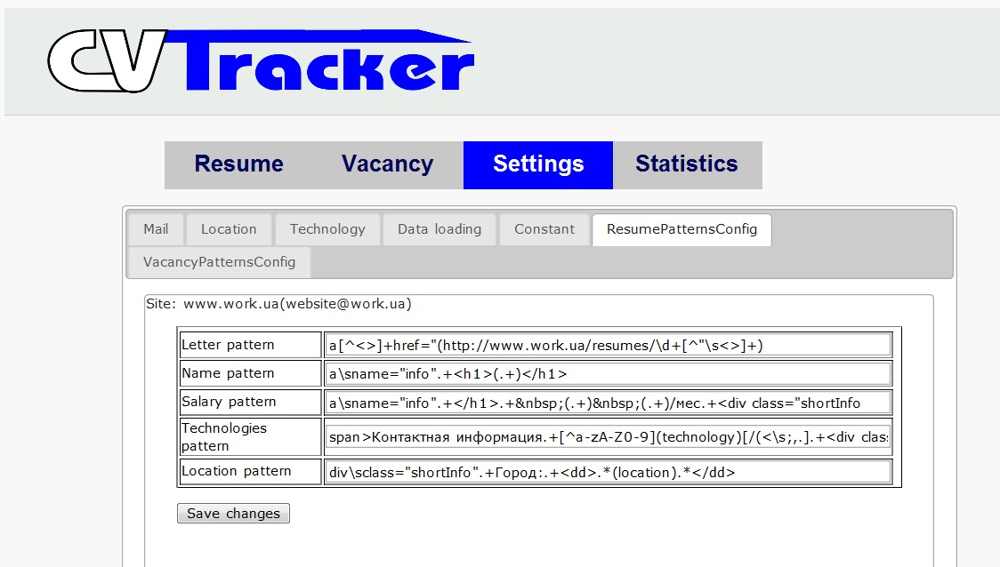 CVTracker
Resume Vacancy Settings Statistics
Mail Location Technology Data loading Constant ResumePatternsConfig
VacancyPatternsConfig
Site: www.work.ua(website@work.ua)
Letter pattern a[^<>]+href="(http://www.work.ua/resumes/\d+[^"\s<>]+)
Name pattern a\sname="info".+<h1>(.+)</h1>
Salary pattern a\sname="info".+</h1>.+&nbsp;(.+)&nbsp;(.+)/мес.+<div class="shortInfo
Technologies
pattern span>Контактная информация.+[^a-zA-Z0-9](technology)[/(<\s;,.].+<div clas
Location pattern div\sclass="shortInfo".+Город:.+<dd>.*(location).*</dd>
Save changes